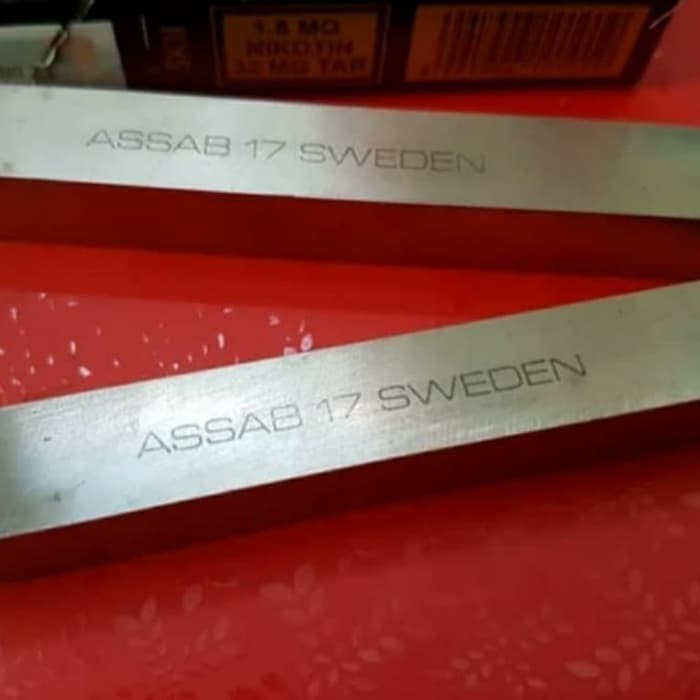 1.8 MG
NIKOTIN
32 MG TAR
ASSAB 17 SWEDEN
ASSAB 17 SWEDEN